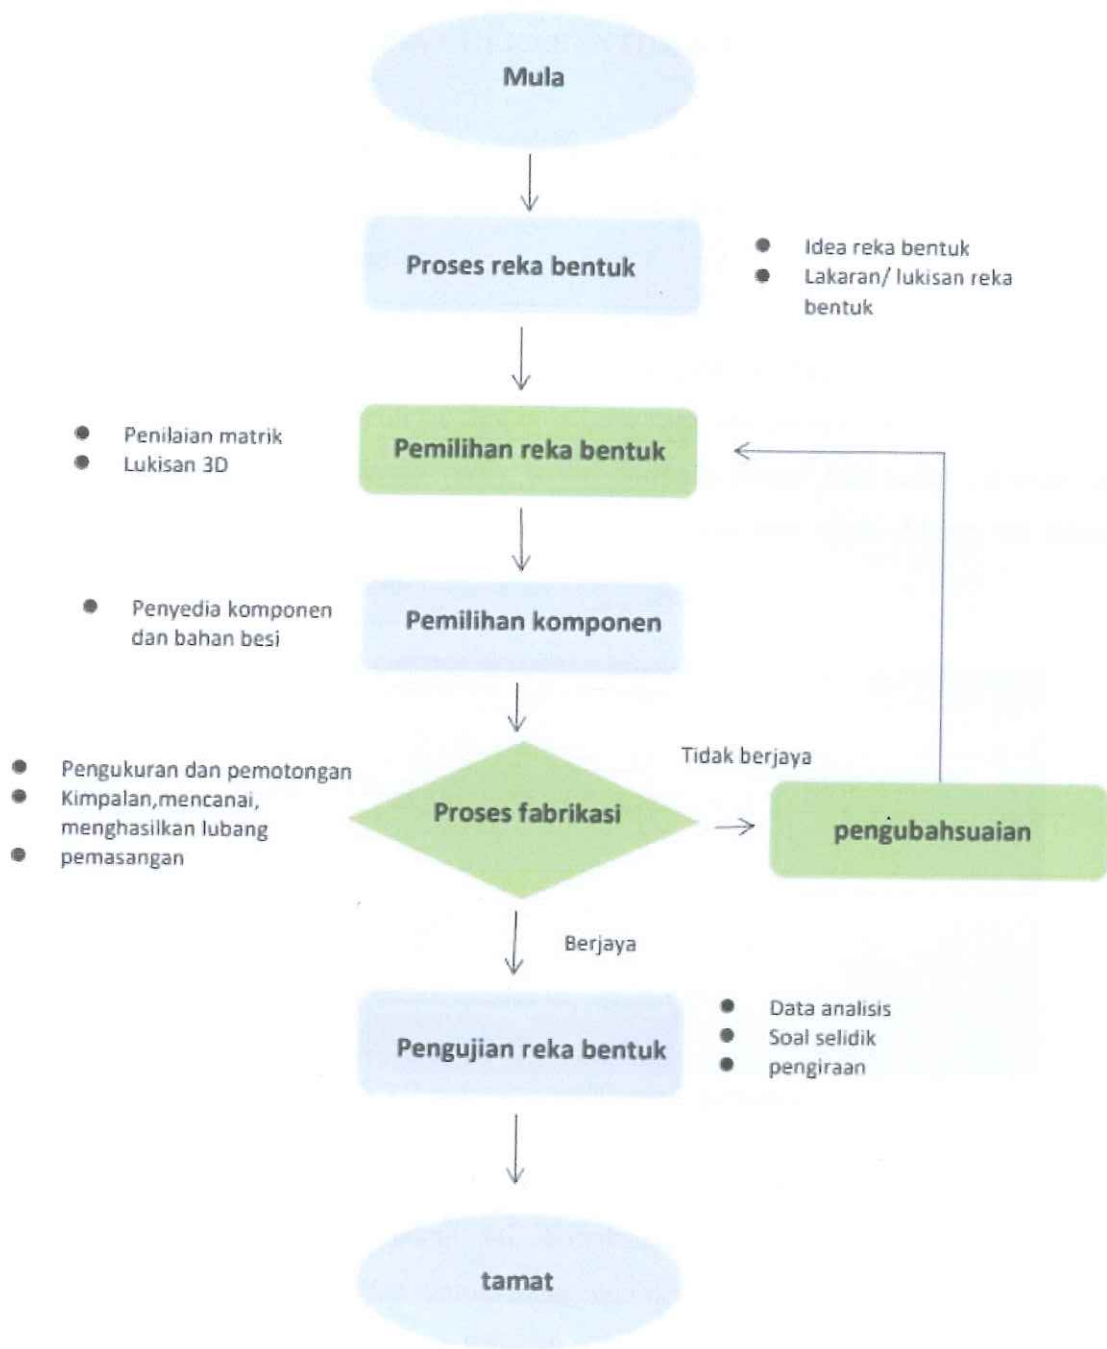 Mula
Proses reka bentuk
● Idea reka bentuk
● Lakaran/ lukisan reka
bentuk
● Penilaian matrik
● Lukisan 3D
Pemilihan reka bentuk
● Penyedia komponen
dan bahan besi
Pemilihan komponen
● Pengukuran dan pemotongan
● Kimpalan,mencanai,
menghasilkan lubang
● pemasangan
Proses fabrikasi
Tidak berjaya
pengubahsuaian
Berjaya
Pengujian reka bentuk
● Data analisis
● Soal selidik
● pengiraan
tamat